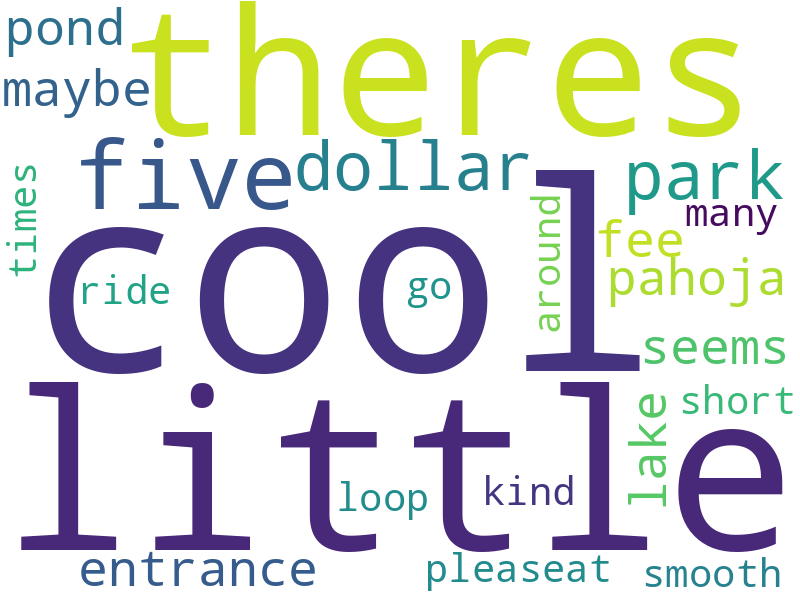 pond
theres
maybe
five
dollar
park
times
many
cool
around
fee
pahoja
ride
go
seems
little
lake
short
loop
kind
entrance
pleaseat
smooth